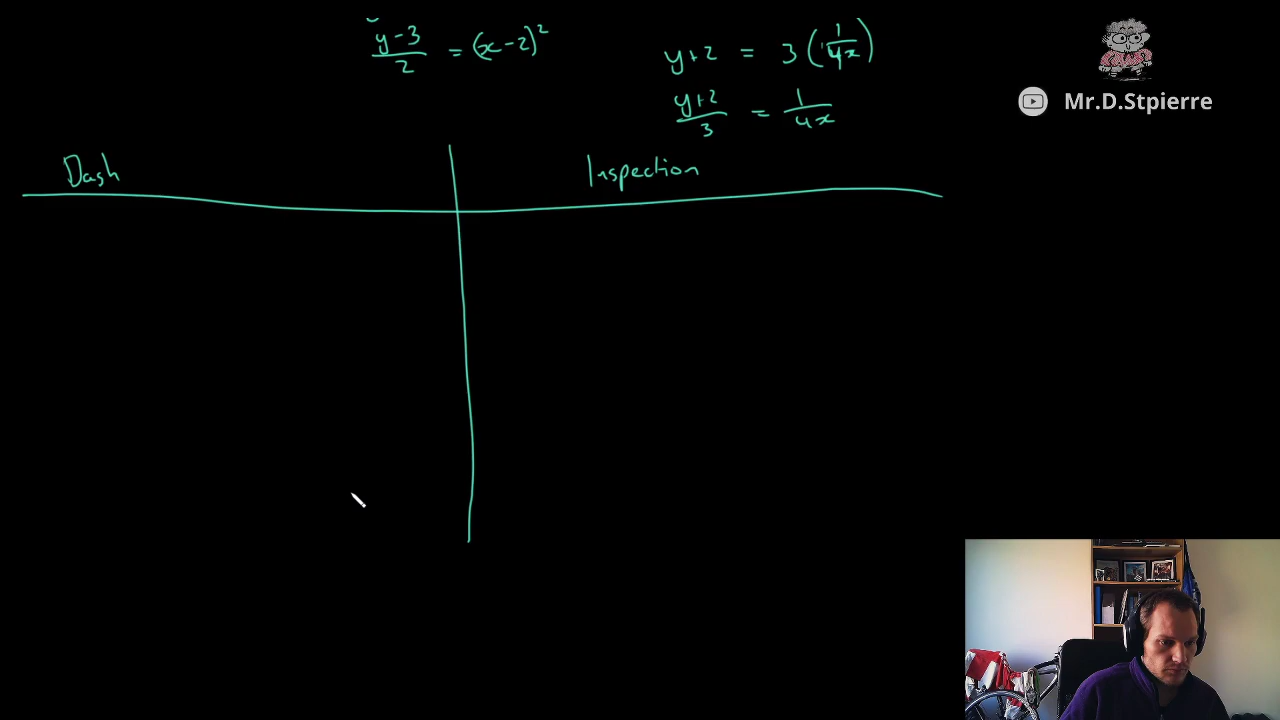 (y-3)/2 = (x-2)²
y+2 = 3(1/4x)
(y+2)/3 = 1/4x
Mr.D.Stpierre
Dash
Inspection